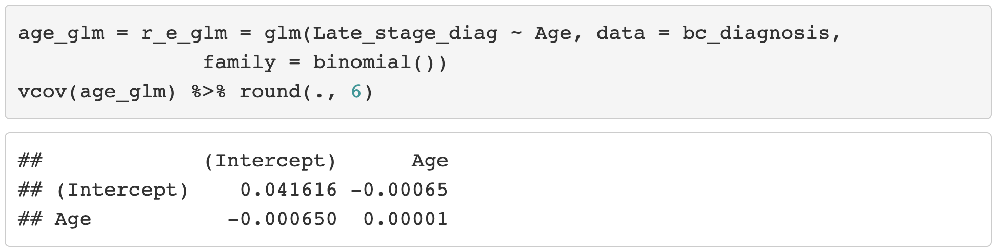 age_glm = r_e_glm = glm(Late_stage_diag ~ Age, data = bc_diagnosis,
               family = binomial())
vcov(age_glm) %>% round(., 6)
##             (Intercept)      Age
## (Intercept)    0.041616 -0.00065
## Age           -0.000650  0.00001